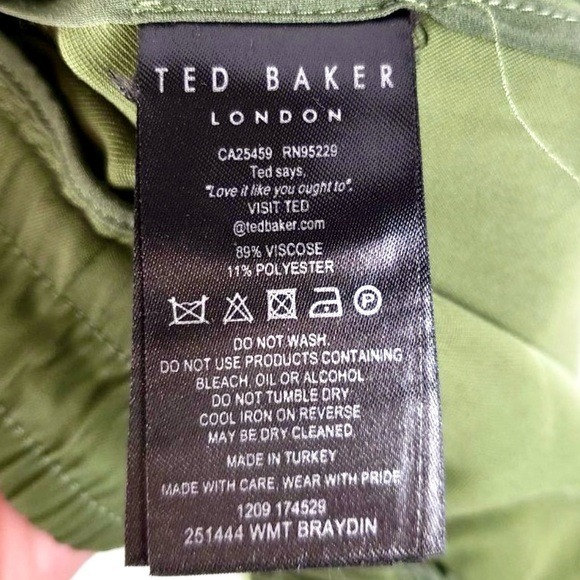 TED BAKER
LONDON
CA25459 RN95229
Ted says,
"Love it like you ought to".
VISIT TED
@tedbaker.com
89% VISCOSE
11% POLYESTER
P
DO NOT WASH.
DO NOT USE PRODUCTS CONTAINING
BLEACH, OIL OR ALCOHOL.
DO NOT TUMBLE DRY.
COOL IRON ON REVERSE
MAY BE DRY CLEANED.
MADE IN TURKEY
MADE WITH CARE, WEAR WITH PRIDE
1209 174529
251444 WMT BRAYDIN